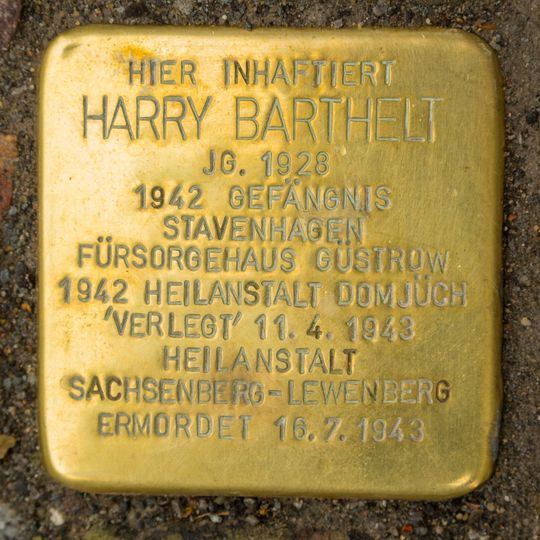 HIER INHAFTIERT
HARRY BARTHELT
JG. 1928
1942 GEFÄNGNIS
STAVENHAGEN
FÜRSORGEHAUS GÜSTROW
1942 HEILANSTALT DOMJÜCH
'VERLEGT' 11.4.1943
HEILANSTALT
SACHSENBERG-LEWENBERG
ERMORDET 16.7.1943